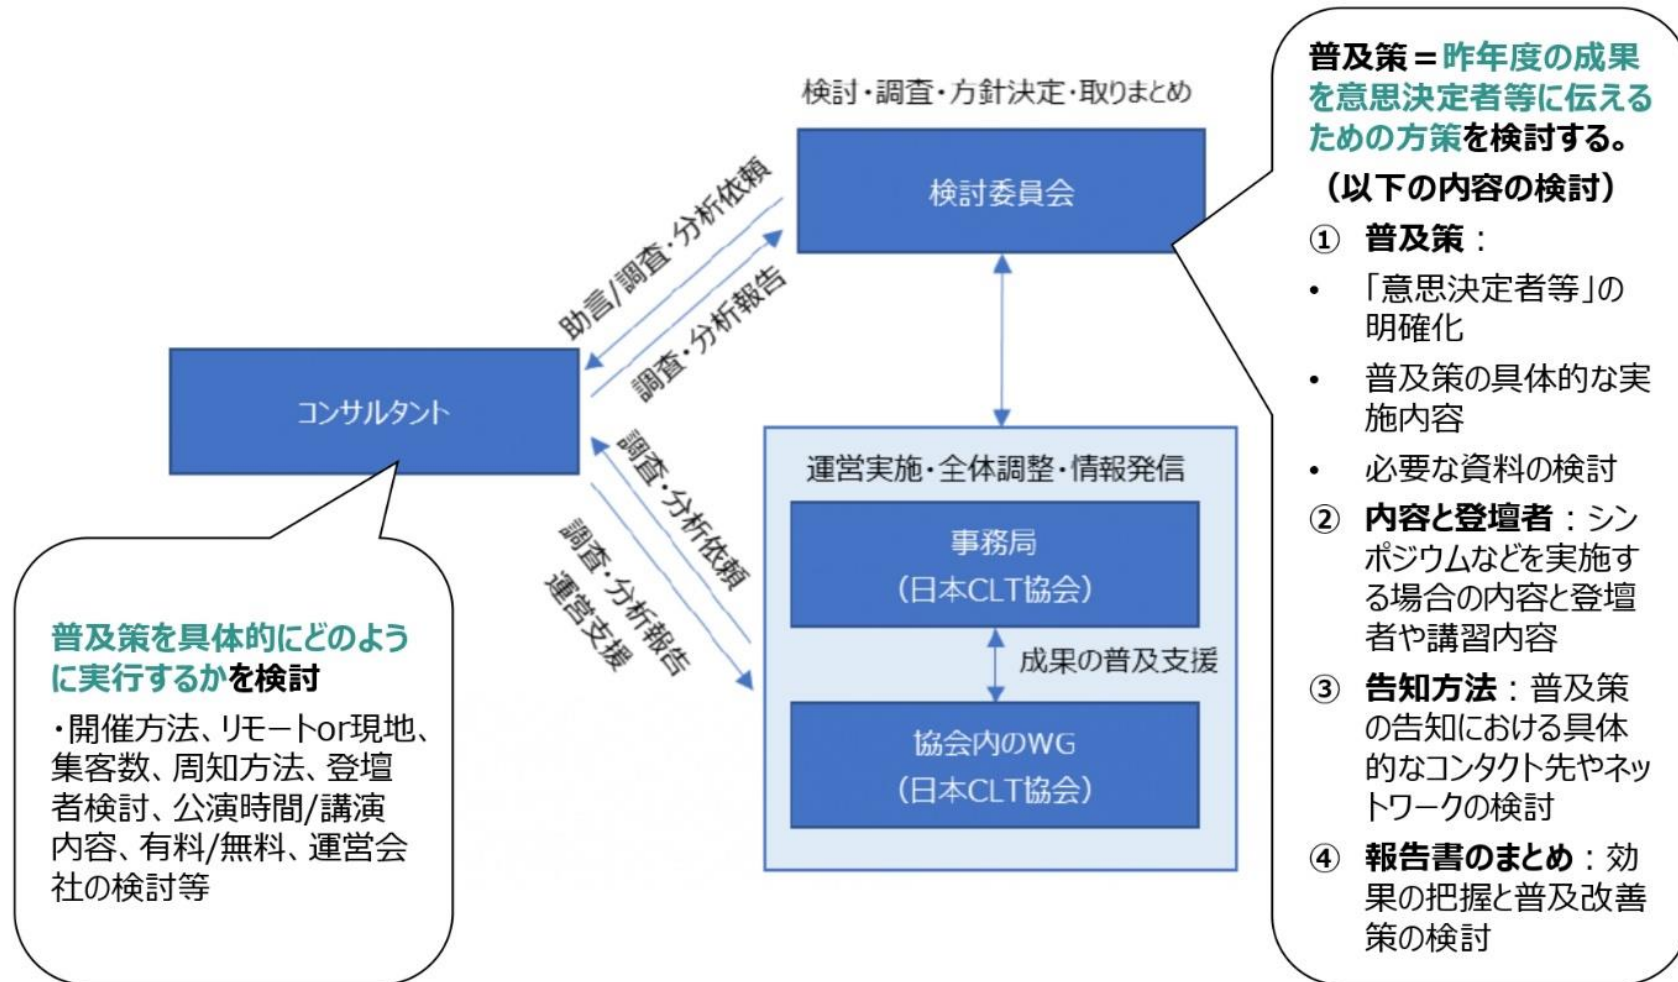 検討・調査・方針決定・取りまとめ
検討委員会
助言/調査・分析依頼
調査・分析報告
コンサルタント
調査・分析依頼
調査・分析報告
運営支援
運営実施・全体調整・情報発信
事務局
（日本CLT協会）
成果の普及支援
協会内のWG
（日本CLT協会）
普及策を具体的にどのよう
に実行するかを検討
・開催方法、リモートor現地、
集客数、周知方法、登壇
者検討、公演時間/講演
内容、有料/無料、運営会
社の検討等
普及策＝昨年度の成果
を意思決定者等に伝える
ための方策を検討する。
（以下の内容の検討）
① 普及策：
• 「意思決定者等」の
明確化
• 普及策の具体的な実
施内容
• 必要な資料の検討
② 内容と登壇者：シン
ポジウムなどを実施す
る場合の内容と登壇
者や講習内容
③ 告知方法：普及策
の告知における具体
的なコンタクト先やネッ
トワークの検討
④ 報告書のまとめ：効
果の把握と普及改善
策の検討